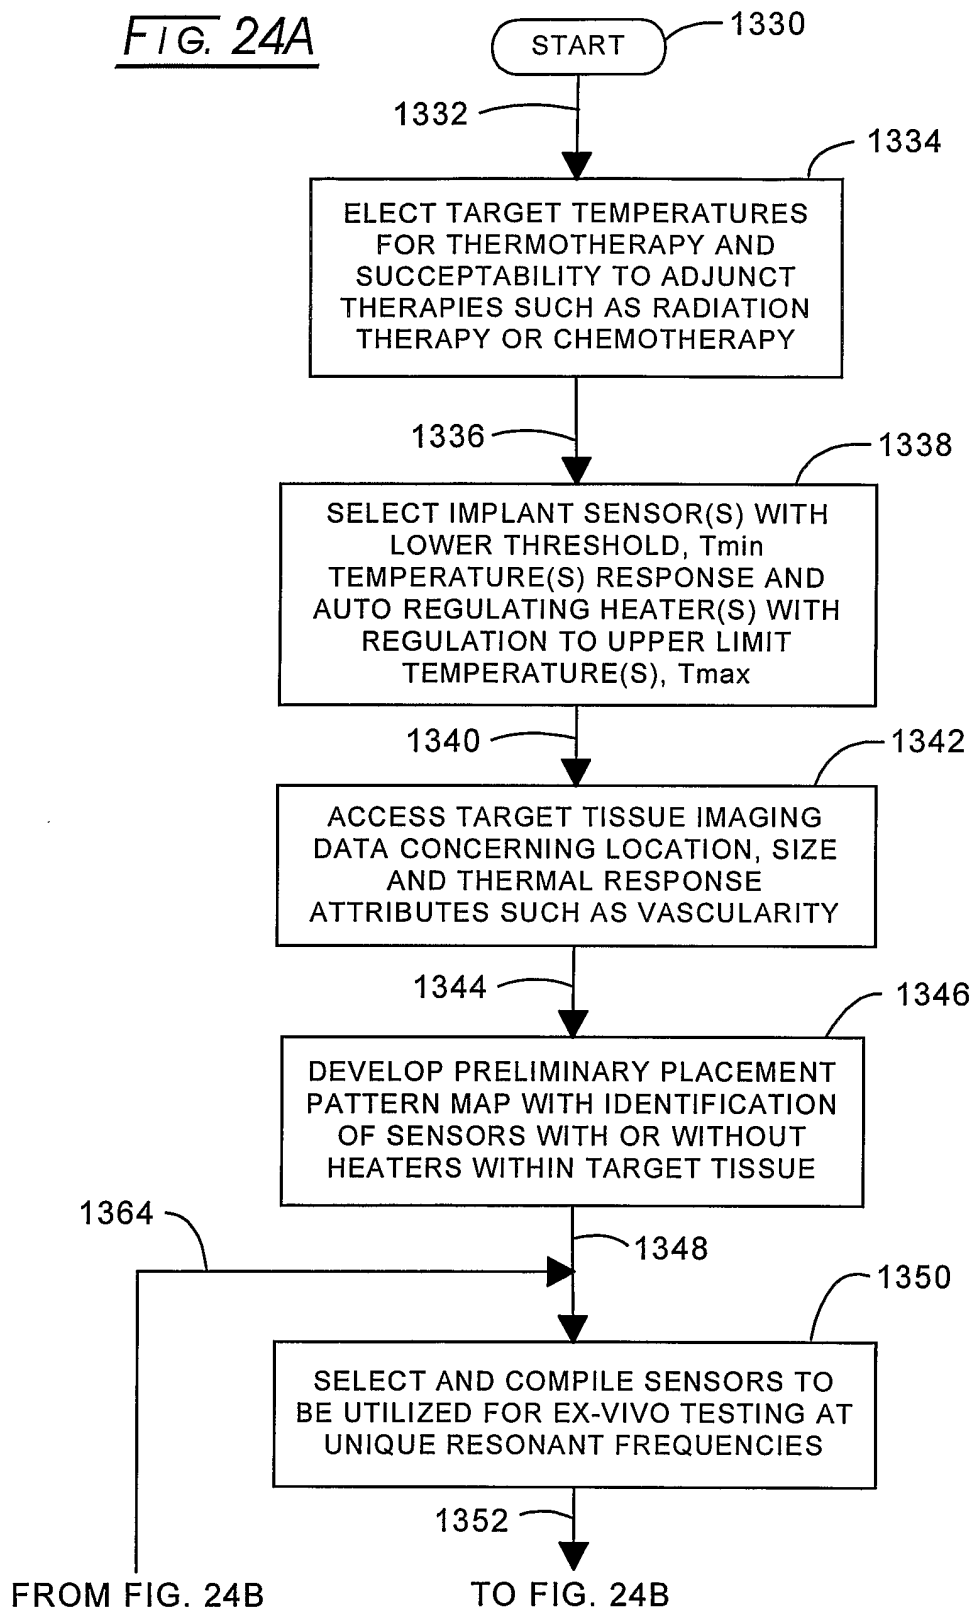 FIG. 24A
START
1330
1332
1334
ELECT TARGET TEMPERATURES
FOR THERMOTHERAPY AND
SUCCEPTABILITY TO ADJUNCT
THERAPIES SUCH AS RADIATION
THERAPY OR CHEMOTHERAPY
1336
1338
SELECT IMPLANT SENSOR(S) WITH
LOWER THRESHOLD, Tmin
TEMPERATURE(S) RESPONSE AND
AUTO REGULATING HEATER(S) WITH
REGULATION TO UPPER LIMIT
TEMPERATURE(S), Tmax
1340
1342
ACCESS TARGET TISSUE IMAGING
DATA CONCERNING LOCATION, SIZE
AND THERMAL RESPONSE
ATTRIBUTES SUCH AS VASCULARITY
1344
1346
DEVELOP PRELIMINARY PLACEMENT
PATTERN MAP WITH IDENTIFICATION
OF SENSORS WITH OR WITHOUT
HEATERS WITHIN TARGET TISSUE
1364
1348
1350
SELECT AND COMPILE SENSORS TO
BE UTILIZED FOR EX-VIVO TESTING AT
UNIQUE RESONANT FREQUENCIES
1352
FROM FIG. 24B
TO FIG. 24B